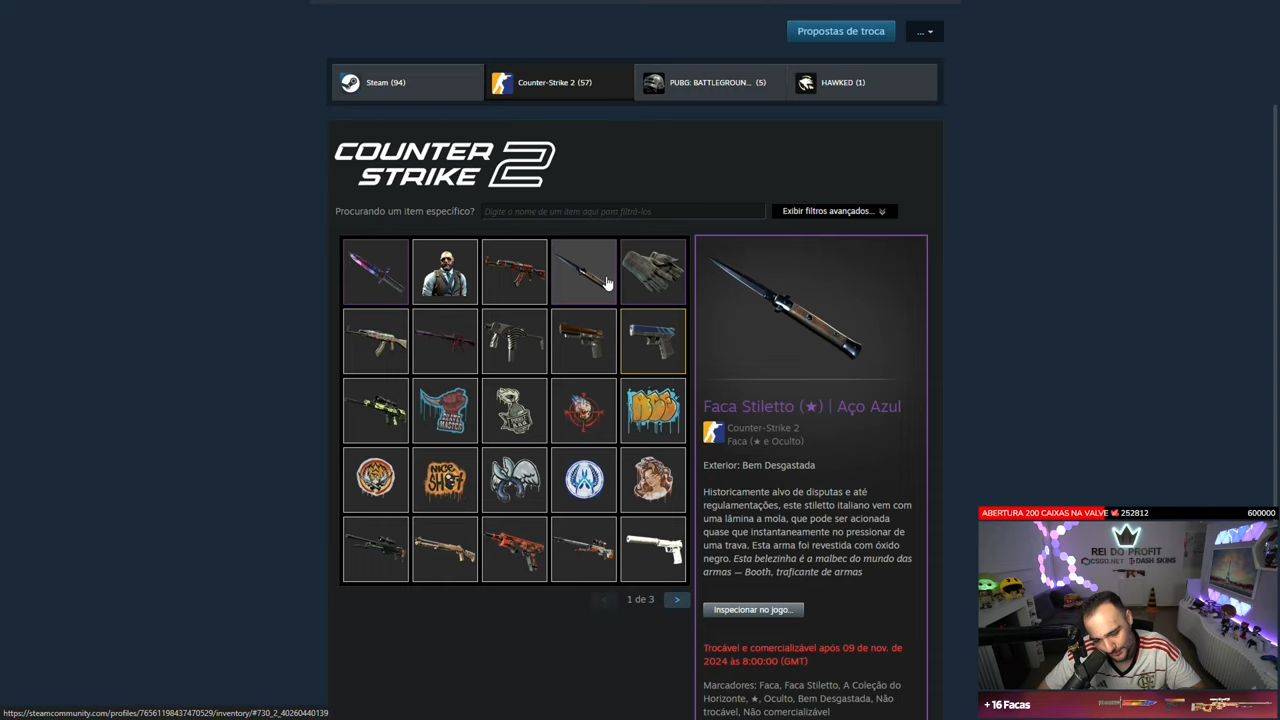 Propostas de troca
...
Steam (94)
Counter-Strike 2 (57)
PUBG: BATTLEGROUN... (5)
HAWKED (1)
COUNTER
STRIKE 2
Procurando um item específico?
Digite o nome de um item aqui para filtrá-los
Exibir filtros avançados...
Faca Stiletto (★) | Aço Azul
Counter-Strike 2
Faca (★ e Oculto)
Exterior: Bem Desgastada
Historicamente alvo de disputas e até
regulamentações, este stiletto italiano vem com
uma lâmina a mola, que pode ser acionada
quase que instantaneamente no pressionar de
uma trava. Esta arma foi revestida com óxido
negro. Esta belezinha é a malbec do mundo das
armas — Booth, traficante de armas
NICE
SHOT
1 de 3
>
Inspecionar no jogo...
Trocável e comercializável após 09 de nov. de
2024 às 8:00:00 (GMT)
Marcadores: Faca, Faca Stiletto, A Coleção do
Horizonte, ★, Oculto, Bem Desgastada, Não
trocável, Não comercializável
ABERTURA 200 CAIXAS NA VALVE 252812
600000
REI DO PROFIT
CSGO.NET DASH SKINS
+16 Facas
https://steamcommunity.com/profiles/76561198437470529/inventory/#730_2_40260440139